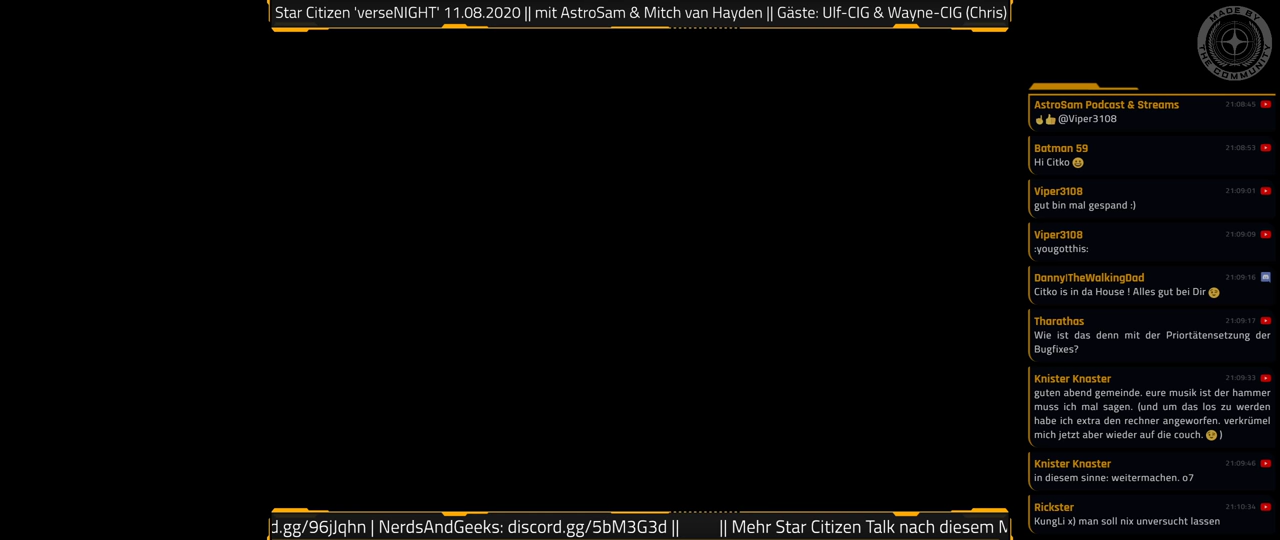 Star Citizen 'verseNIGHT' 11.08.2020 || mit AstroSam & Mitch van Hayden || Gäste: Ulf-CIG & Wayne-CIG (Chris)
MADE BY
THE COMMUNITY
AstroSam Podcast & Streams 21:08:45
@Viper3108
Batman 59 21:08:53
Hi Citko
Viper3108 21:09:01
gut bin mal gespand :)
Viper3108 21:09:09
:yougotthis:
Danny|TheWalkingDad 21:09:16
Citko is in da House ! Alles gut bei Dir
Tharathas 21:09:17
Wie ist das denn mit der Priortätensetzung der
Bugfixes?
Knister Knaster 21:09:33
guten abend gemeinde. eure musik ist der hammer
muss ich mal sagen. (und um das los zu werden
habe ich extra den rechner angeworfen. verkrümel
mich jetzt aber wieder auf die couch. )
Knister Knaster 21:09:46
in diesem sinne: weitermachen. o7
Rickster 21:10:34
KungLi x) man soll nix unversucht lassen
d.gg/96jJqhn | NerdsAndGeeks: discord.gg/5bM3G3d || || Mehr Star Citizen Talk nach diesem M